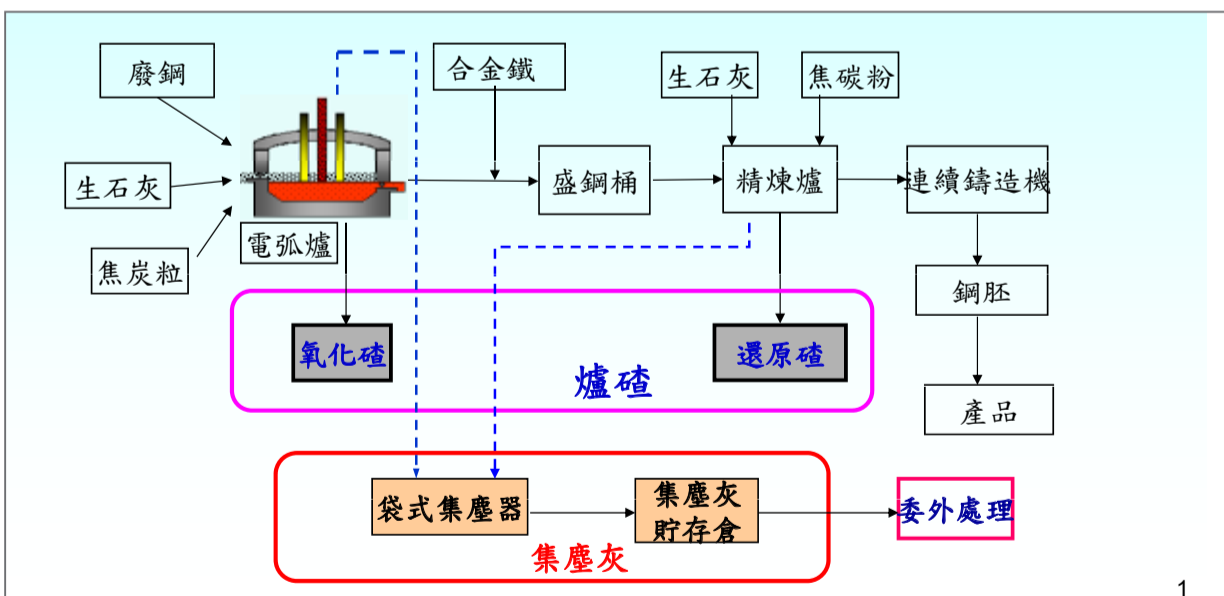 廢鋼
合金鐵
生石灰
焦碳粉
生石灰
盛鋼桶
精煉爐
連續鑄造機
焦炭粒
電弧爐
鋼胚
氧化碴
還原碴
爐碴
產品
袋式集塵器
集塵灰
貯存倉
委外處理
集塵灰
1